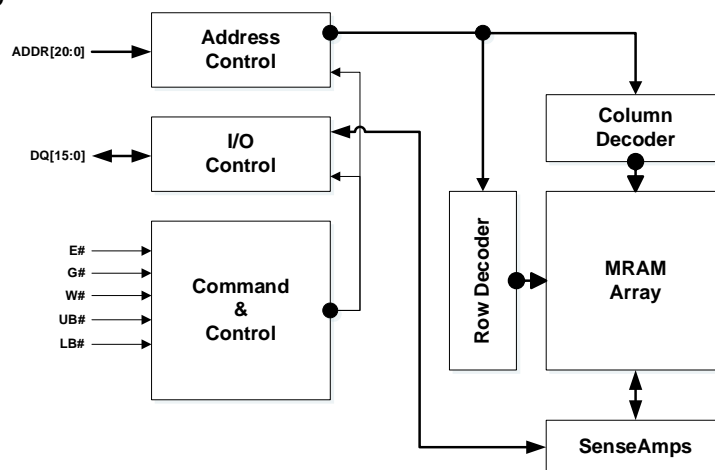 ADDR[20:0]
Address
Control
Column
Decoder
DQ[15:0]
I/O
Control
E#
G#
W#
UB#
LB#
Command
&
Control
Row Decoder
MRAM
Array
SenseAmps